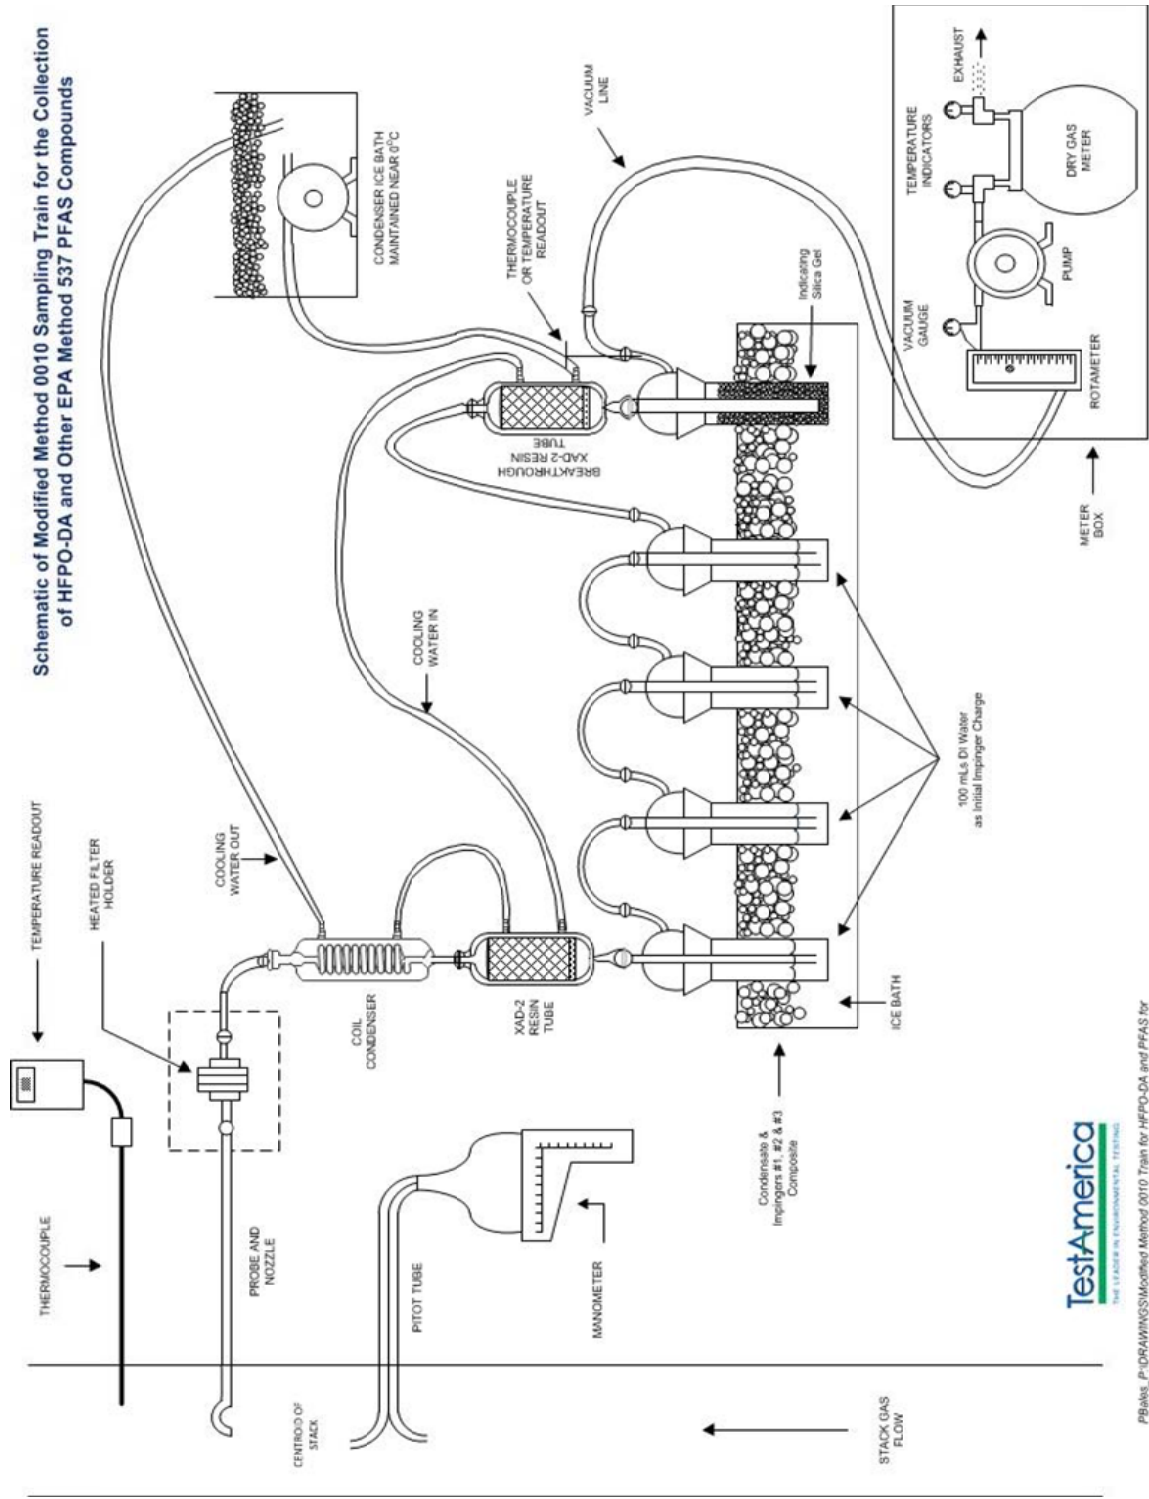 Schematic of Modified Method 0010 Sampling Train for the Collection
of HFPO-DA and Other EPA Method 537 PFAS Compounds
TEMPERATURE READOUT
HEATED FILTER
HOLDER
THERMOCOUPLE
PROBE AND
NOZZLE
COOLING
WATER OUT
COIL
CONDENSER
XAD-2
RESIN
TUBE
COOLING
WATER IN
CONDENSER ICE BATH
MAINTAINED NEAR 0°C
THERMOCOUPLE
OR TEMPERATURE
READOUT
BREAKTHROUGH
XAD-2 RESIN
TUBE
VACUUM
LINE
CENTROID OF
STACK
PITOT TUBE
MANOMETER
STACK GAS
FLOW
Condensate &
Impingers #1, #2 & #3
Composite
ICE BATH
100 mLs DI Water
as Initial Impinger Charge
Indicating
Silica Gel
TEMPERATURE
INDICATORS
EXHAUST
DRY GAS
METER
VACUUM
GAUGE
PUMP
ROTAMETER
METER
BOX
TestAmerica
THE LEADER IN ENVIRONMENTAL TESTING
PBales_P:\DRAWINGS\Modified Method 0010 Train for HFPO-DA and PFAS for